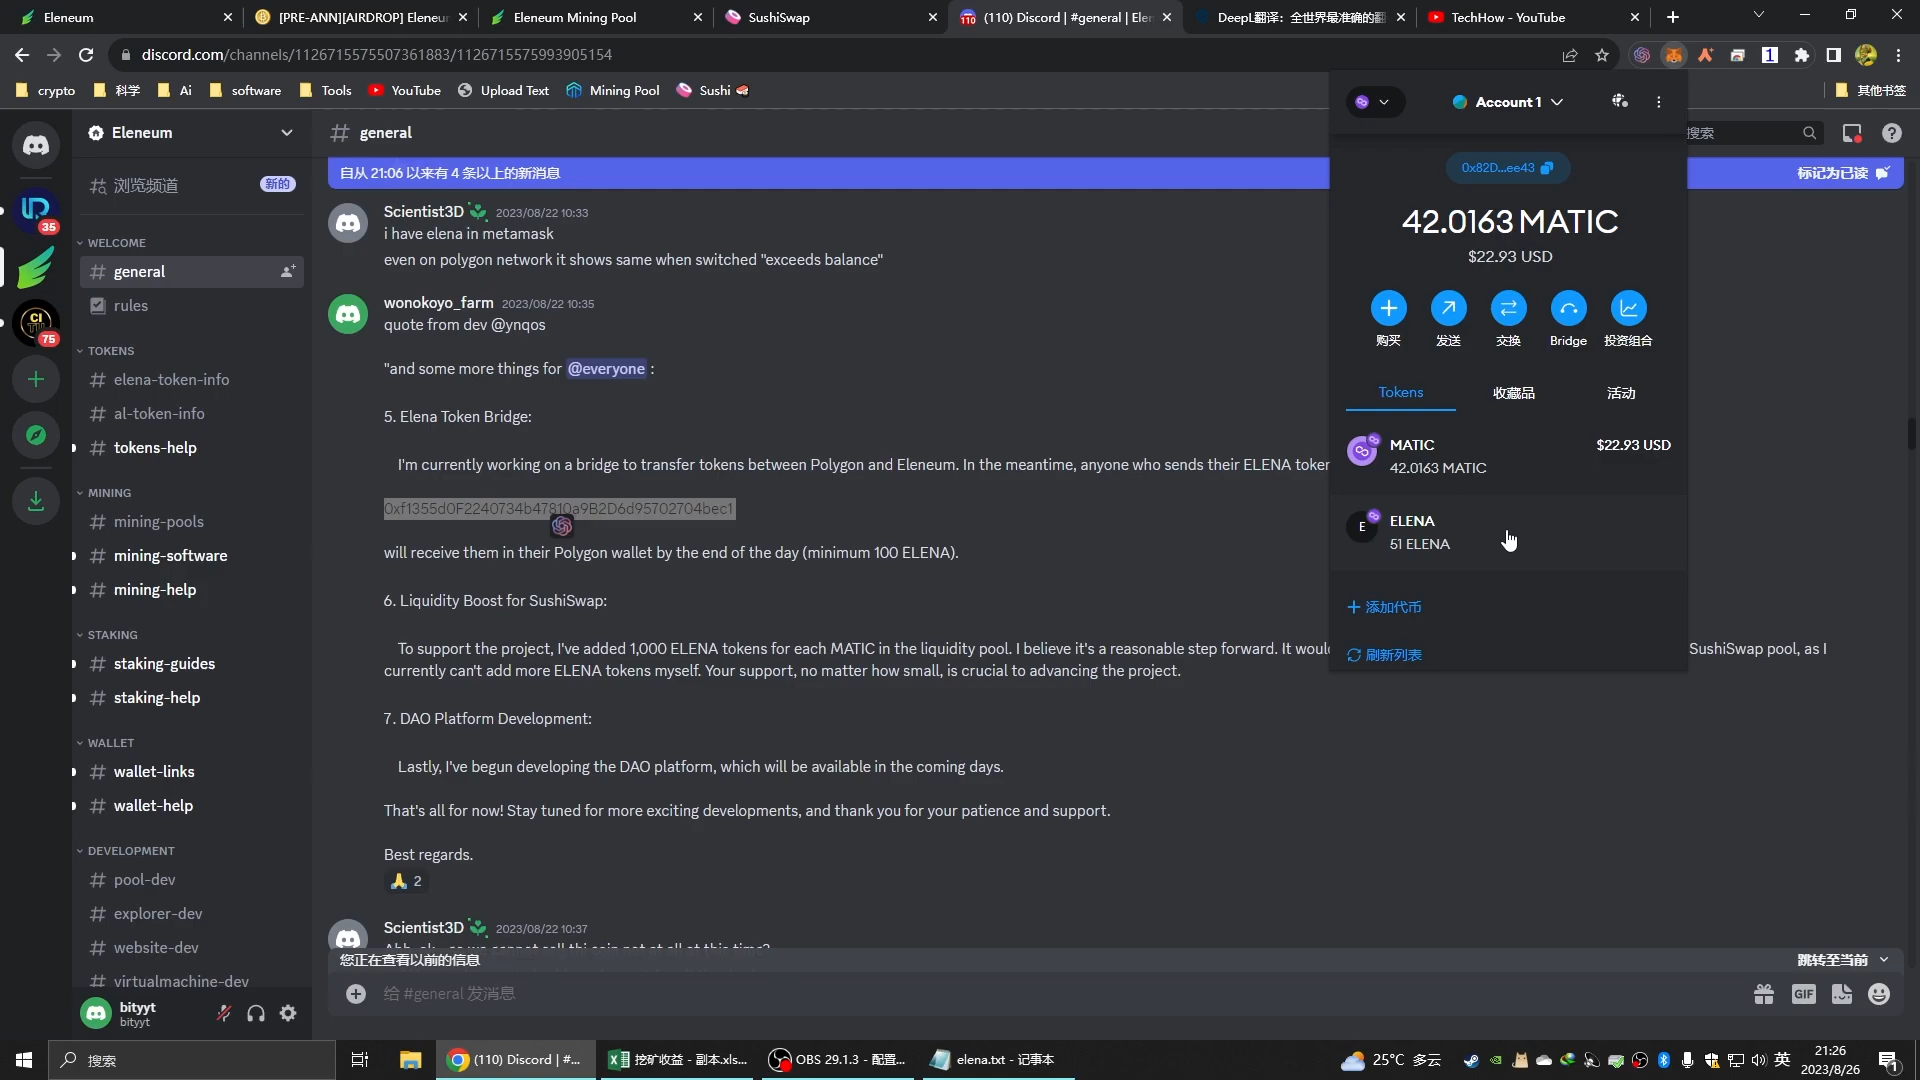 Eleneum
[PRE-ANN][AIRDROP] Eleneu
Eleneum Mining Pool
SushiSwap
(110) Discord | #general | Ele
DeepL翻译：全世界最准确的翻
TechHow - YouTube
discord.com/channels/1126715575507361883/1126715575993905154
crypto
科学
Ai
software
Tools
YouTube
Upload Text
Mining Pool
Sushi
其他书签
Eleneum
general
搜索
浏览频道
新的
35
75
WELCOME
general
rules
TOKENS
elena-token-info
al-token-info
tokens-help
MINING
mining-pools
mining-software
mining-help
STAKING
staking-guides
staking-help
WALLET
wallet-links
wallet-help
DEVELOPMENT
pool-dev
explorer-dev
website-dev
virtualmachine-dev
bityyt
bityyt
自从 21:06 以来有 4 条以上的新消息
标记为已读
Scientist3D 2023/08/22 10:33
i have elena in metamask
even on polygon network it shows same when switched "exceeds balance"
wonokoyo_farm 2023/08/22 10:35
quote from dev @ynqos
"and some more things for @everyone :
5. Elena Token Bridge:
I'm currently working on a bridge to transfer tokens between Polygon and Eleneum. In the meantime, anyone who sends their ELENA token
0xf1355d0F2240734b47810a9B2D6d95702704bec1
will receive them in their Polygon wallet by the end of the day (minimum 100 ELENA).
6. Liquidity Boost for SushiSwap:
To support the project, I've added 1,000 ELENA tokens for each MATIC in the liquidity pool. I believe it's a reasonable step forward. It would SushiSwap pool, as I
currently can't add more ELENA tokens myself. Your support, no matter how small, is crucial to advancing the project.
7. DAO Platform Development:
Lastly, I've begun developing the DAO platform, which will be available in the coming days.
That's all for now! Stay tuned for more exciting developments, and thank you for your patience and support.
Best regards.
🙏 2
Scientist3D 2023/08/22 10:37
您正在查看以前的信息
跳转至当前
给 #general 发消息
GIF
Account 1
0x82D...ee43
42.0163 MATIC
$22.93 USD
购买
发送
交换
Bridge
投资组合
Tokens
收藏品
活动
MATIC
$22.93 USD
42.0163 MATIC
E
ELENA
51 ELENA
添加代币
刷新列表
搜索
(110) Discord | #...
挖矿收益 - 副本.xls...
OBS 29.1.3 - 配置...
elena.txt - 记事本
25°C 多云
英
21:26
2023/8/26
1